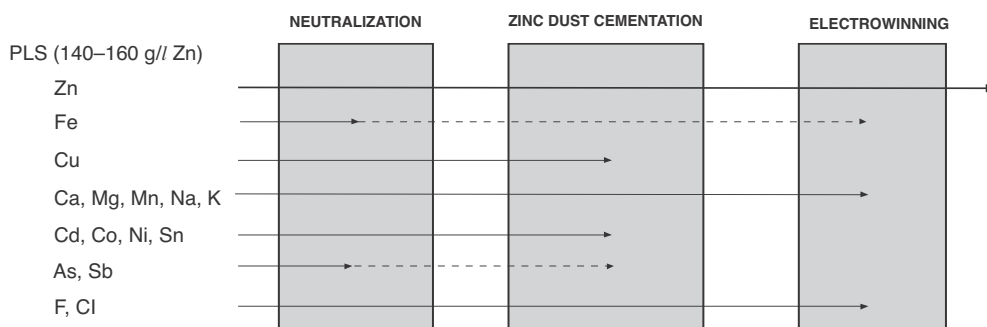 NEUTRALIZATION ZINC DUST CEMENTATION ELECTROWINNING
PLS (140–160 g/l Zn)
Zn
Fe
Cu
Ca, Mg, Mn, Na, K
Cd, Co, Ni, Sn
As, Sb
F, Cl